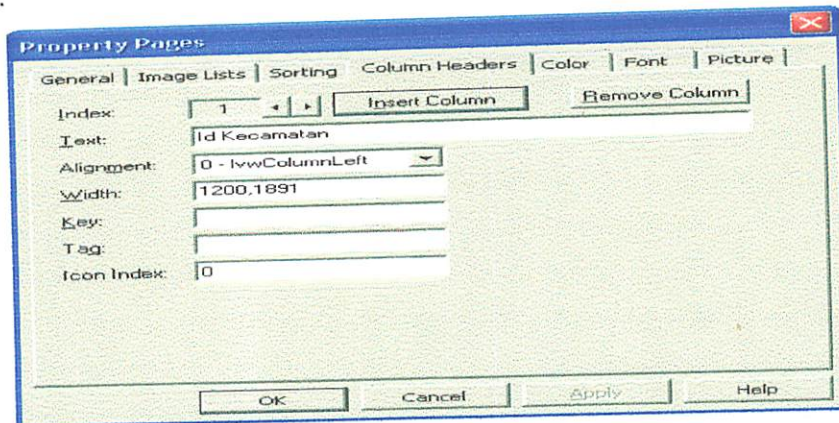 Property Pages
General Image Lists Sorting Column Headers Color Font Picture
Index: 1 Insert Column Remove Column
Text: Id Kecamatan
Alignment: 0 - lvwColumnLeft
Width: 1200,1891
Key:
Tag:
Icon Index: 0
OK Cancel Apply Help